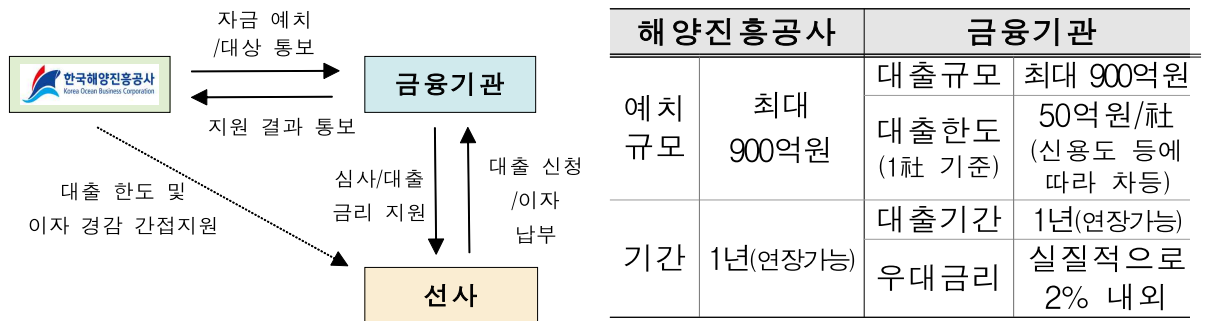 자금 예치
/대상 통보
한국해양진흥공사
Korea Ocean Business Corporation
금융기관
지원 결과 통보
대출 한도 및
이자 경감 간접지원
심사/대출
금리 지원
대출 신청
/이자
납부
선사
해양진흥공사
금융기관
예치
규모
최대
900억원
대출규모
최대 900억원
대출한도
(1社 기준)
50억원/社
(신용도 등에
따라 차등)
기간
1년(연장가능)
대출기간
1년(연장가능)
우대금리
실질적으로
2% 내외